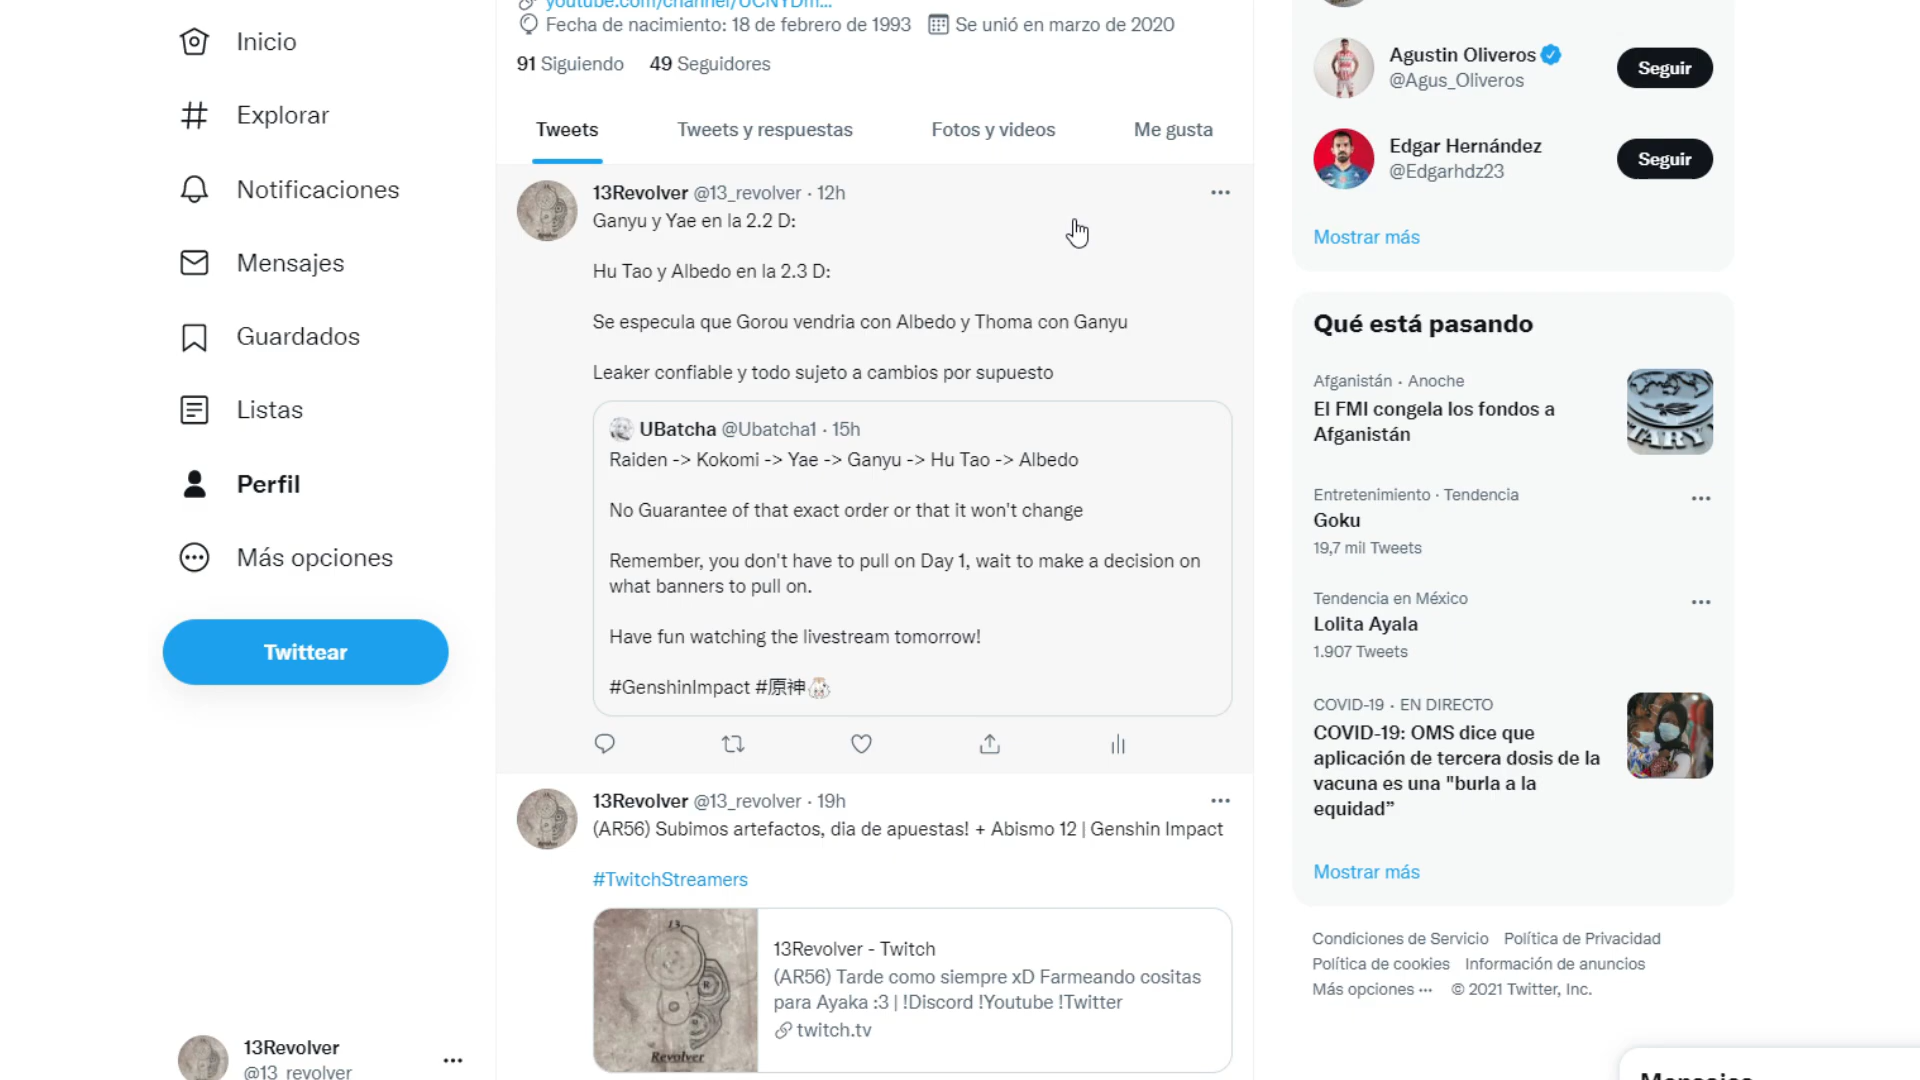 Inicio
Explorar
Notificaciones
Mensajes
Guardados
Listas
Perfil
Más opciones
Twittear
13Revolver
@13_revolver
youtube.com/channel/UCNYDm...
Fecha de nacimiento: 18 de febrero de 1993 Se unió en marzo de 2020
91 Siguiendo 49 Seguidores
Tweets Tweets y respuestas Fotos y videos Me gusta
13Revolver @13_revolver · 12h
Ganyu y Yae en la 2.2 D:
Hu Tao y Albedo en la 2.3 D:
Se especula que Gorou vendria con Albedo y Thoma con Ganyu
Leaker confiable y todo sujeto a cambios por supuesto
UBatcha @Ubatcha1 · 15h
Raiden -> Kokomi -> Yae -> Ganyu -> Hu Tao -> Albedo
No Guarantee of that exact order or that it won't change
Remember, you don't have to pull on Day 1, wait to make a decision on
what banners to pull on.
Have fun watching the livestream tomorrow!
#GenshinImpact #原神
13Revolver @13_revolver · 19h
(AR56) Subimos artefactos, dia de apuestas! + Abismo 12 | Genshin Impact
#TwitchStreamers
13
R
Revolver
13Revolver - Twitch
(AR56) Tarde como siempre xD Farmeando cositas
para Ayaka :3 | !Discord !Youtube !Twitter
twitch.tv
Agustin Oliveros
@Agus_Oliveros
Seguir
Edgar Hernández
@Edgarhdz23
Seguir
Mostrar más
Qué está pasando
Afganistán · Anoche
El FMI congela los fondos a
Afganistán
TARY
Entretenimiento · Tendencia
Goku
19,7 mil Tweets
Tendencia en México
Lolita Ayala
1.907 Tweets
COVID-19 · EN DIRECTO
COVID-19: OMS dice que
aplicación de tercera dosis de la
vacuna es una "burla a la
equidad”
Mostrar más
Condiciones de Servicio Política de Privacidad
Política de cookies Información de anuncios
Más opciones ··· © 2021 Twitter, Inc.
Mensajes